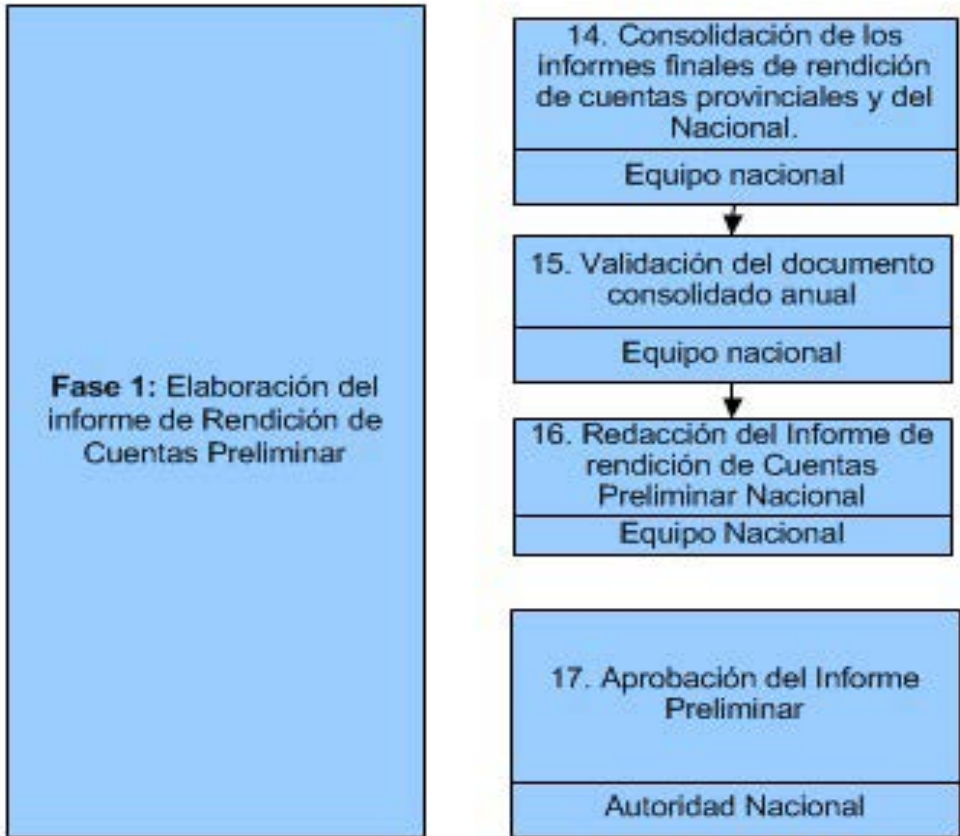 Fase 1: Elaboración del
informe de Rendición de
Cuentas Preliminar
14. Consolidación de los
informes finales de rendición
de cuentas provinciales y del
Nacional.
Equipo nacional
15. Validación del documento
consolidado anual
Equipo nacional
16. Redacción del Informe de
rendición de Cuentas
Preliminar Nacional
Equipo Nacional
17. Aprobación del Informe
Preliminar
Autoridad Nacional